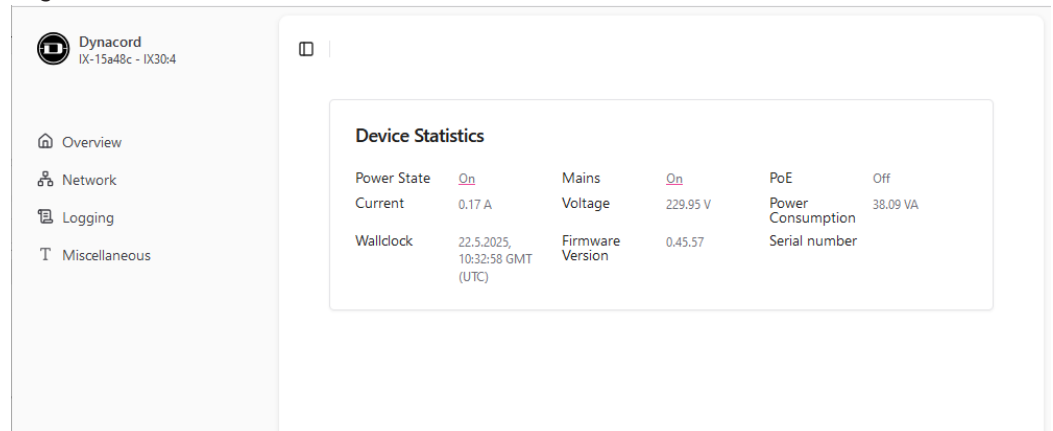 Dynacord
IX-15a48c - IX30:4
Overview
Network
Logging
Miscellaneous
Device Statistics
Power State On Mains On PoE Off
Current 0.17 A Voltage 229.95 V Power Consumption 38.09 VA
Wallclock 22.5.2025, 10:32:58 GMT (UTC) Firmware Version 0.45.57 Serial number